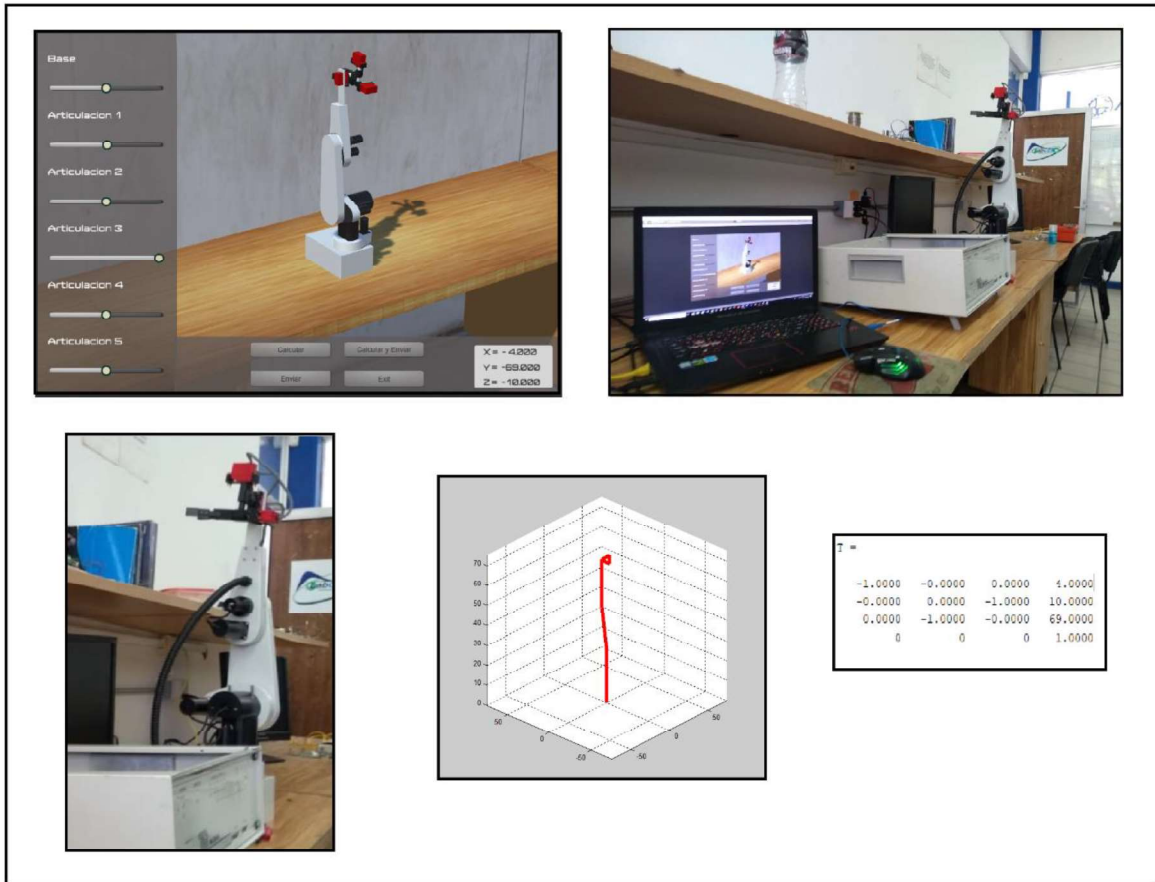 Base
Articulacion 1
Articulacion 2
Articulacion 3
Articulacion 4
Articulacion 5
Calcular
Calcular y Enviar
Enviar
Exit
X = - 4.000
Y = -69.000
Z = -10.000
70
60
50
40
30
20
10
0
50
0
-50
-50
0
50
T =
-1.0000 -0.0000 0.0000 4.0000
-0.0000 0.0000 -1.0000 10.0000
0.0000 -1.0000 -0.0000 69.0000
0 0 0 1.0000